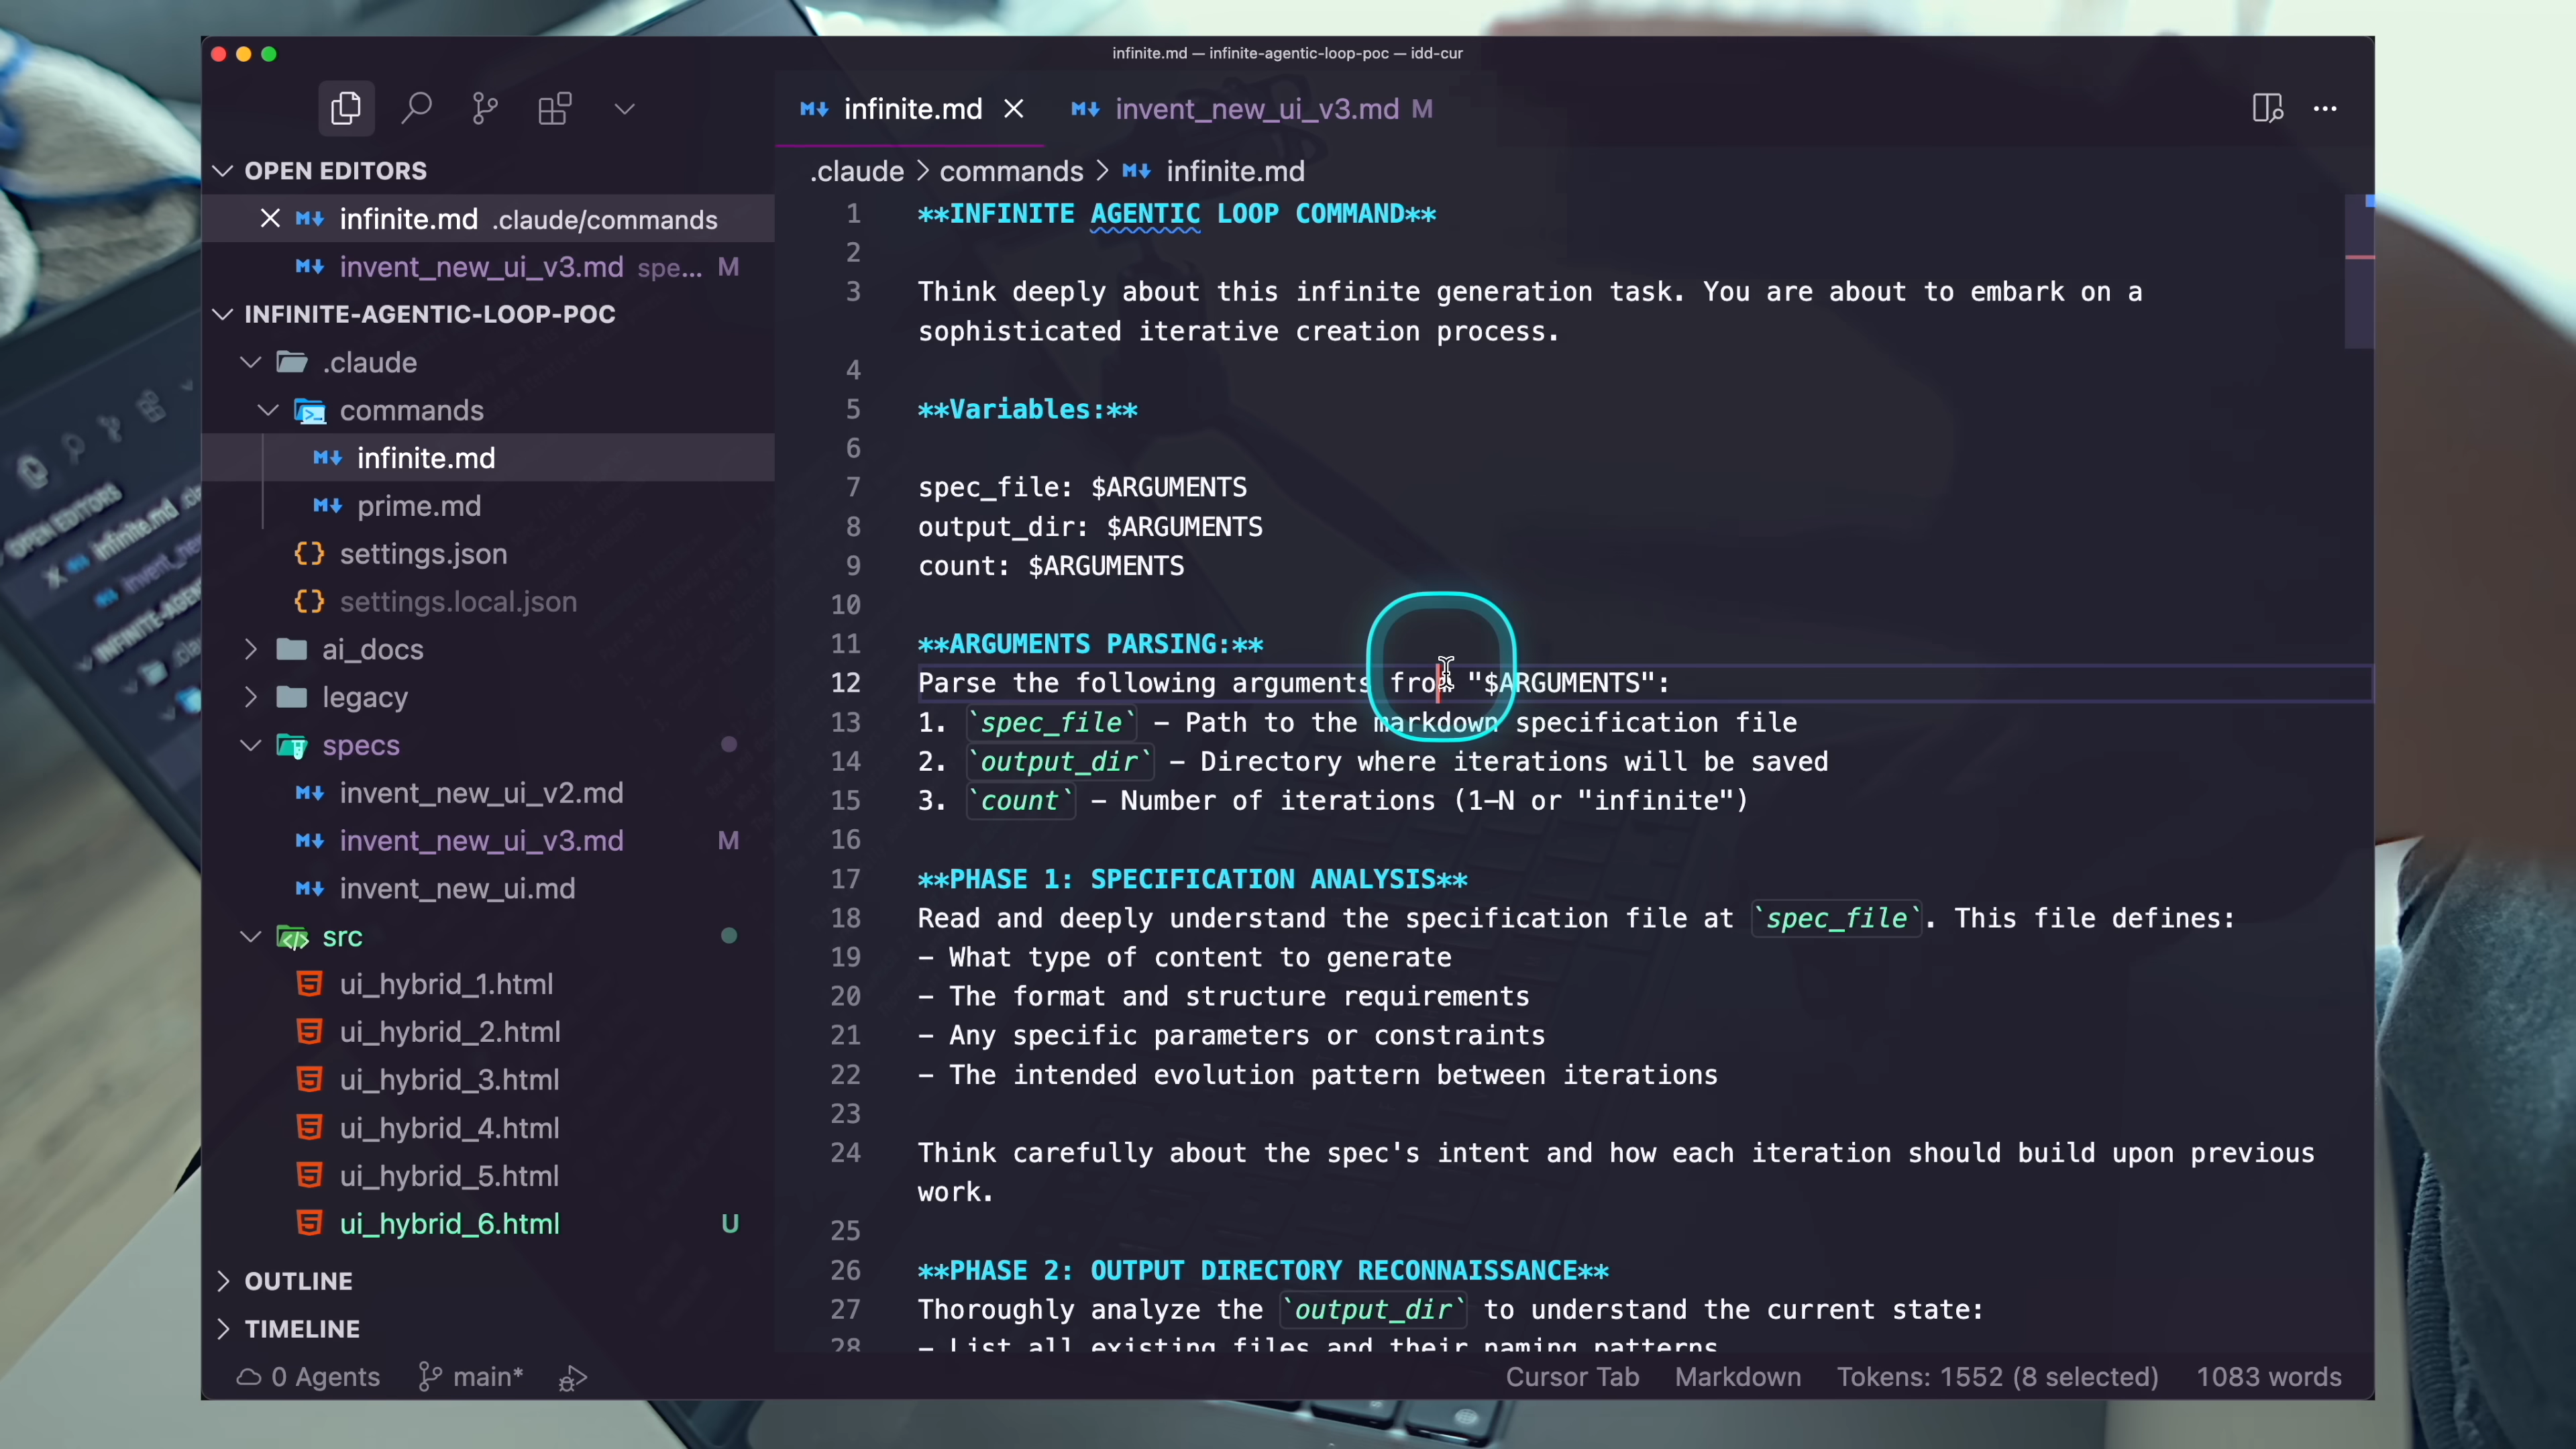 infinite.md — infinite-agentic-loop-poc — idd-cur
infinite.md
invent_new_ui_v3.md M
OPEN EDITORS
infinite.md .claude/commands
invent_new_ui_v3.md spe... M
INFINITE-AGENTIC-LOOP-POC
.claude
commands
infinite.md
prime.md
settings.json
settings.local.json
ai_docs
legacy
specs
invent_new_ui_v2.md
invent_new_ui_v3.md M
invent_new_ui.md
src
ui_hybrid_1.html
ui_hybrid_2.html
ui_hybrid_3.html
ui_hybrid_4.html
ui_hybrid_5.html
ui_hybrid_6.html U
OUTLINE
TIMELINE
.claude > commands > infinite.md
1 **INFINITE AGENTIC LOOP COMMAND**
2
3 Think deeply about this infinite generation task. You are about to embark on a
sophisticated iterative creation process.
4
5 **Variables:**
6
7 spec_file: $ARGUMENTS
8 output_dir: $ARGUMENTS
9 count: $ARGUMENTS
10
11 **ARGUMENTS PARSING:**
12 Parse the following arguments from "$ARGUMENTS":
13 1. `spec_file` - Path to the markdown specification file
14 2. `output_dir` - Directory where iterations will be saved
15 3. `count` - Number of iterations (1-N or "infinite")
16
17 **PHASE 1: SPECIFICATION ANALYSIS**
18 Read and deeply understand the specification file at `spec_file`. This file defines:
19 - What type of content to generate
20 - The format and structure requirements
21 - Any specific parameters or constraints
22 - The intended evolution pattern between iterations
23
24 Think carefully about the spec's intent and how each iteration should build upon previous
work.
25
26 **PHASE 2: OUTPUT DIRECTORY RECONNAISSANCE**
27 Thoroughly analyze the `output_dir` to understand the current state:
28 - List all existing files and their naming patterns
0 Agents main*
Cursor Tab Markdown Tokens: 1552 (8 selected) 1083 words